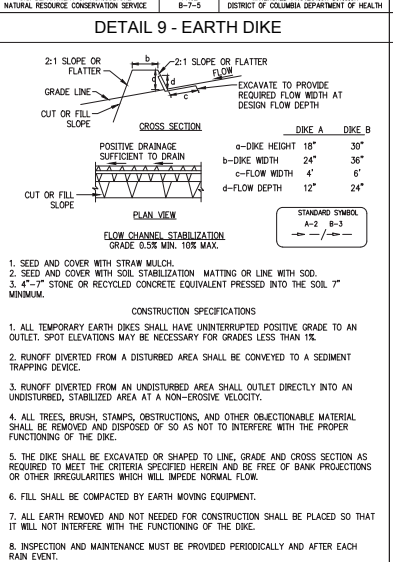 NATURAL RESOURCE CONSERVATION SERVICE B-7-5 DISTRICT OF COLUMBIA DEPARTMENT OF HEALTH
DETAIL 9 - EARTH DIKE
2:1 SLOPE OR
FLATTER
b
2:1 SLOPE OR FLATTER
FLOW
a
d
c
GRADE LINE
EXCAVATE TO PROVIDE
REQUIRED FLOW WIDTH AT
DESIGN FLOW DEPTH
CUT OR FILL
SLOPE
CROSS SECTION
DIKE A DIKE B
a-DIKE HEIGHT 18" 30"
b-DIKE WIDTH 24" 36"
c-FLOW WIDTH 4' 6'
d-FLOW DEPTH 12" 24"
POSITIVE DRAINAGE
SUFFICIENT TO DRAIN
CUT OR FILL
SLOPE
PLAN VIEW
STANDARD SYMBOL
A-2 B-3
/
FLOW CHANNEL STABILIZATION
GRADE 0.5% MIN. 10% MAX.
1. SEED AND COVER WITH STRAW MULCH.
2. SEED AND COVER WITH SOIL STABILIZATION MATTING OR LINE WITH SOD.
3. 4"-7" STONE OR RECYCLED CONCRETE EQUIVALENT PRESSED INTO THE SOIL 7"
MINIMUM.
CONSTRUCTION SPECIFICATIONS
1. ALL TEMPORARY EARTH DIKES SHALL HAVE UNINTERRUPTED POSITIVE GRADE TO AN
OUTLET. SPOT ELEVATIONS MAY BE NECESSARY FOR GRADES LESS THAN 1%.
2. RUNOFF DIVERTED FROM A DISTURBED AREA SHALL BE CONVEYED TO A SEDIMENT
TRAPPING DEVICE.
3. RUNOFF DIVERTED FROM AN UNDISTURBED AREA SHALL OUTLET DIRECTLY INTO AN
UNDISTURBED, STABILIZED AREA AT A NON-EROSIVE VELOCITY.
4. ALL TREES, BRUSH, STAMPS, OBSTRUCTIONS, AND OTHER OBJECTIONABLE MATERIAL
SHALL BE REMOVED AND DISPOSED OF SO AS NOT TO INTERFERE WITH THE PROPER
FUNCTIONING OF THE DIKE.
5. THE DIKE SHALL BE EXCAVATED OR SHAPED TO LINE, GRADE AND CROSS SECTION AS
REQUIRED TO MEET THE CRITERIA SPECIFIED HEREIN AND BE FREE OF BANK PROJECTIONS
OR OTHER IRREGULARITIES WHICH WILL IMPEDE NORMAL FLOW.
6. FILL SHALL BE COMPACTED BY EARTH MOVING EQUIPMENT.
7. ALL EARTH REMOVED AND NOT NEEDED FOR CONSTRUCTION SHALL BE PLACED SO THAT
IT WILL NOT INTERFERE WITH THE FUNCTIONING OF THE DIKE.
8. INSPECTION AND MAINTENANCE MUST BE PROVIDED PERIODICALLY AND AFTER EACH
RAIN EVENT.